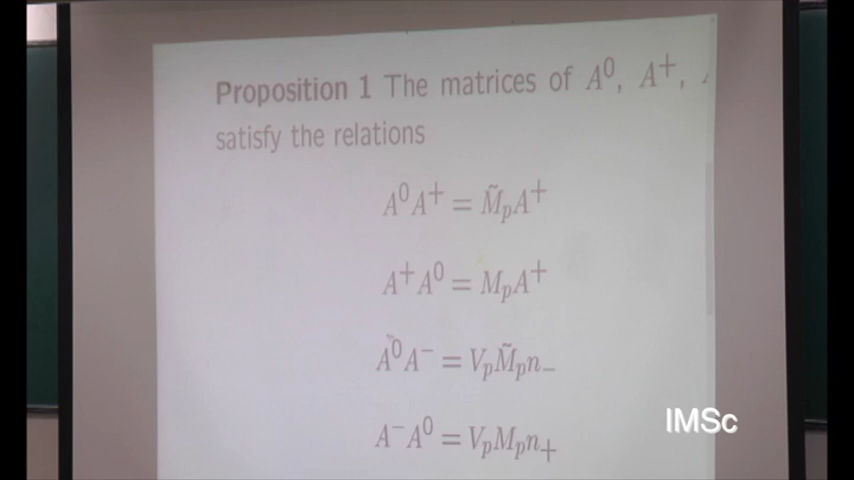 Proposition 1 The matrices of A⁰, A⁺,
satisfy the relations
A⁰A⁺ = M̃ₚA⁺
A⁺A⁰ = MₚA⁺
A⁰A⁻ = VₚM̃ₚn₋
A⁻A⁰ = VₚMₚn₊
IMSc